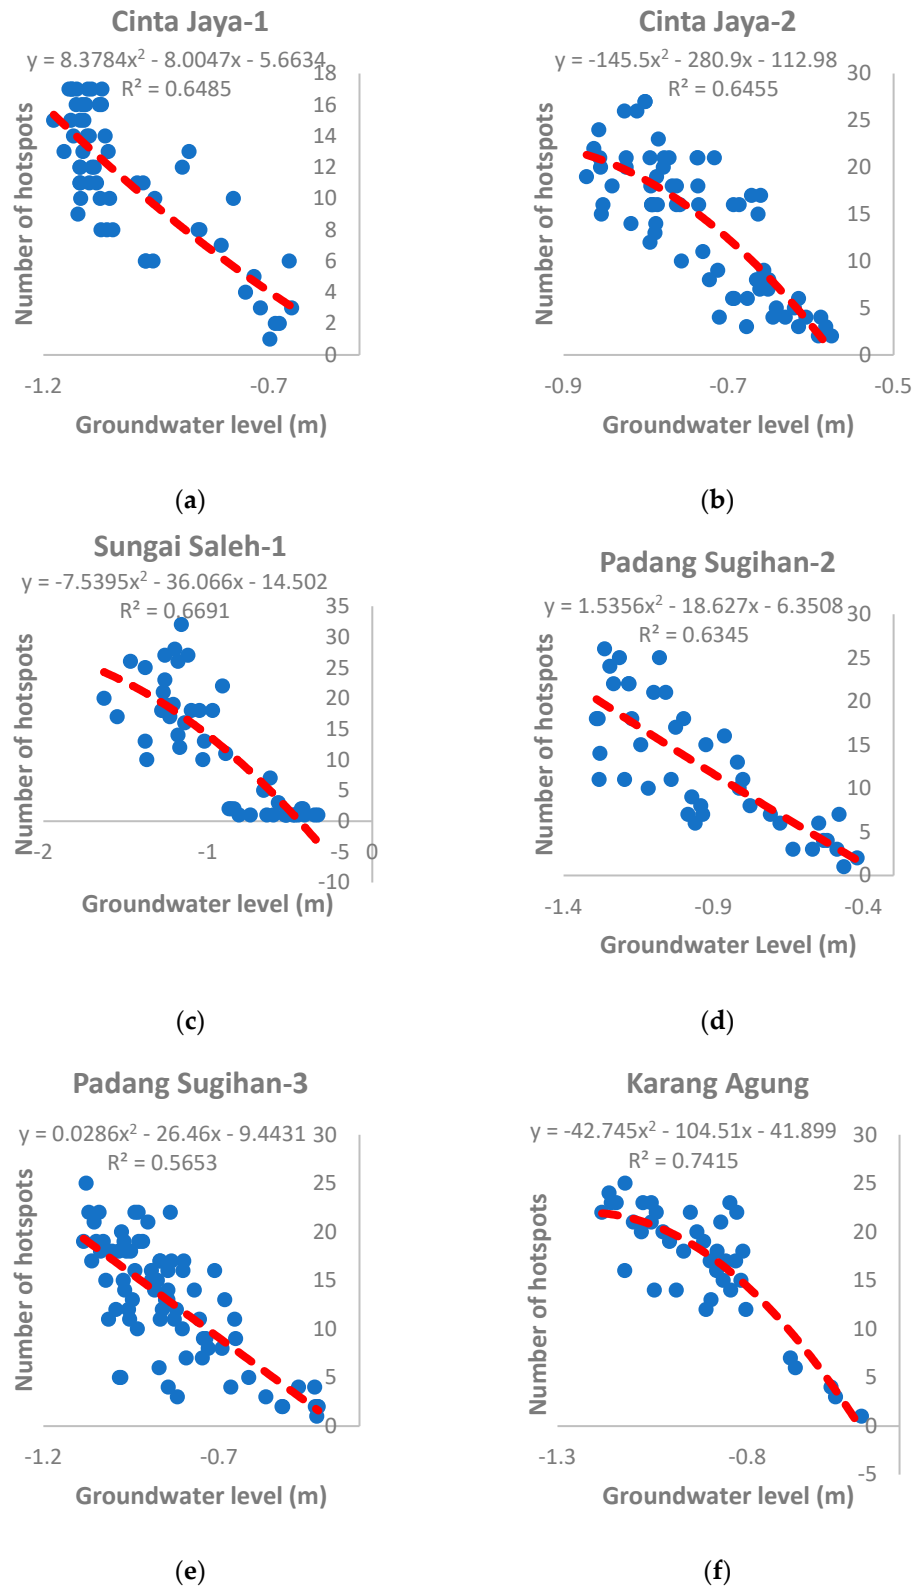 Cinta Jaya-1
y = 8.3784x² - 8.0047x - 5.6634
R² = 0.6485
Number of hotspots
18
16
14
12
10
8
6
4
2
0
-1.2 -0.7
Groundwater level (m)
(a)
Cinta Jaya-2
y = -145.5x² - 280.9x - 112.98
R² = 0.6455
Number of hotspots
30
25
20
15
10
5
0
-0.9 -0.7 -0.5
Groundwater level (m)
(b)
Sungai Saleh-1
y = -7.5395x² - 36.066x - 14.502
R² = 0.6691
Number of hotspots
35
30
25
20
15
10
5
0
-5
-10
-2 -1 0
Groundwater level (m)
(c)
Padang Sugihan-2
y = 1.5356x² - 18.627x - 6.3508
R² = 0.6345
Number of hotspots
30
25
20
15
10
5
0
-1.4 -0.9 -0.4
Groundwater Level (m)
(d)
Padang Sugihan-3
y = 0.0286x² - 26.46x - 9.4431
R² = 0.5653
Number of hotspots
30
25
20
15
10
5
0
-1.2 -0.7
Groundwater level (m)
(e)
Karang Agung
y = -42.745x² - 104.51x - 41.899
R² = 0.7415
Number of hotspots
30
25
20
15
10
5
0
-5
-1.3 -0.8
Groundwater level (m)
(f)